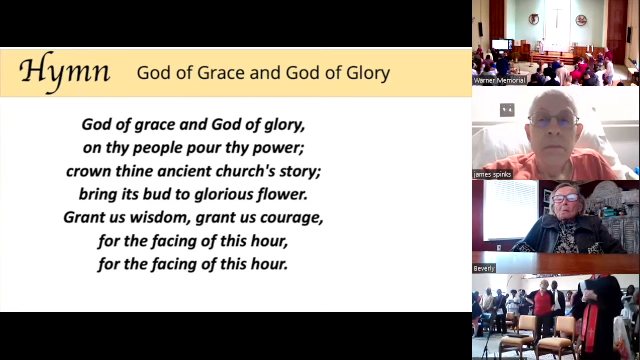 Hymn God of Grace and God of Glory
God of grace and God of glory,
on thy people pour thy power;
crown thine ancient church's story;
bring its bud to glorious flower.
Grant us wisdom, grant us courage,
for the facing of this hour,
for the facing of this hour.
Warner Memorial
james spinks
Beverly